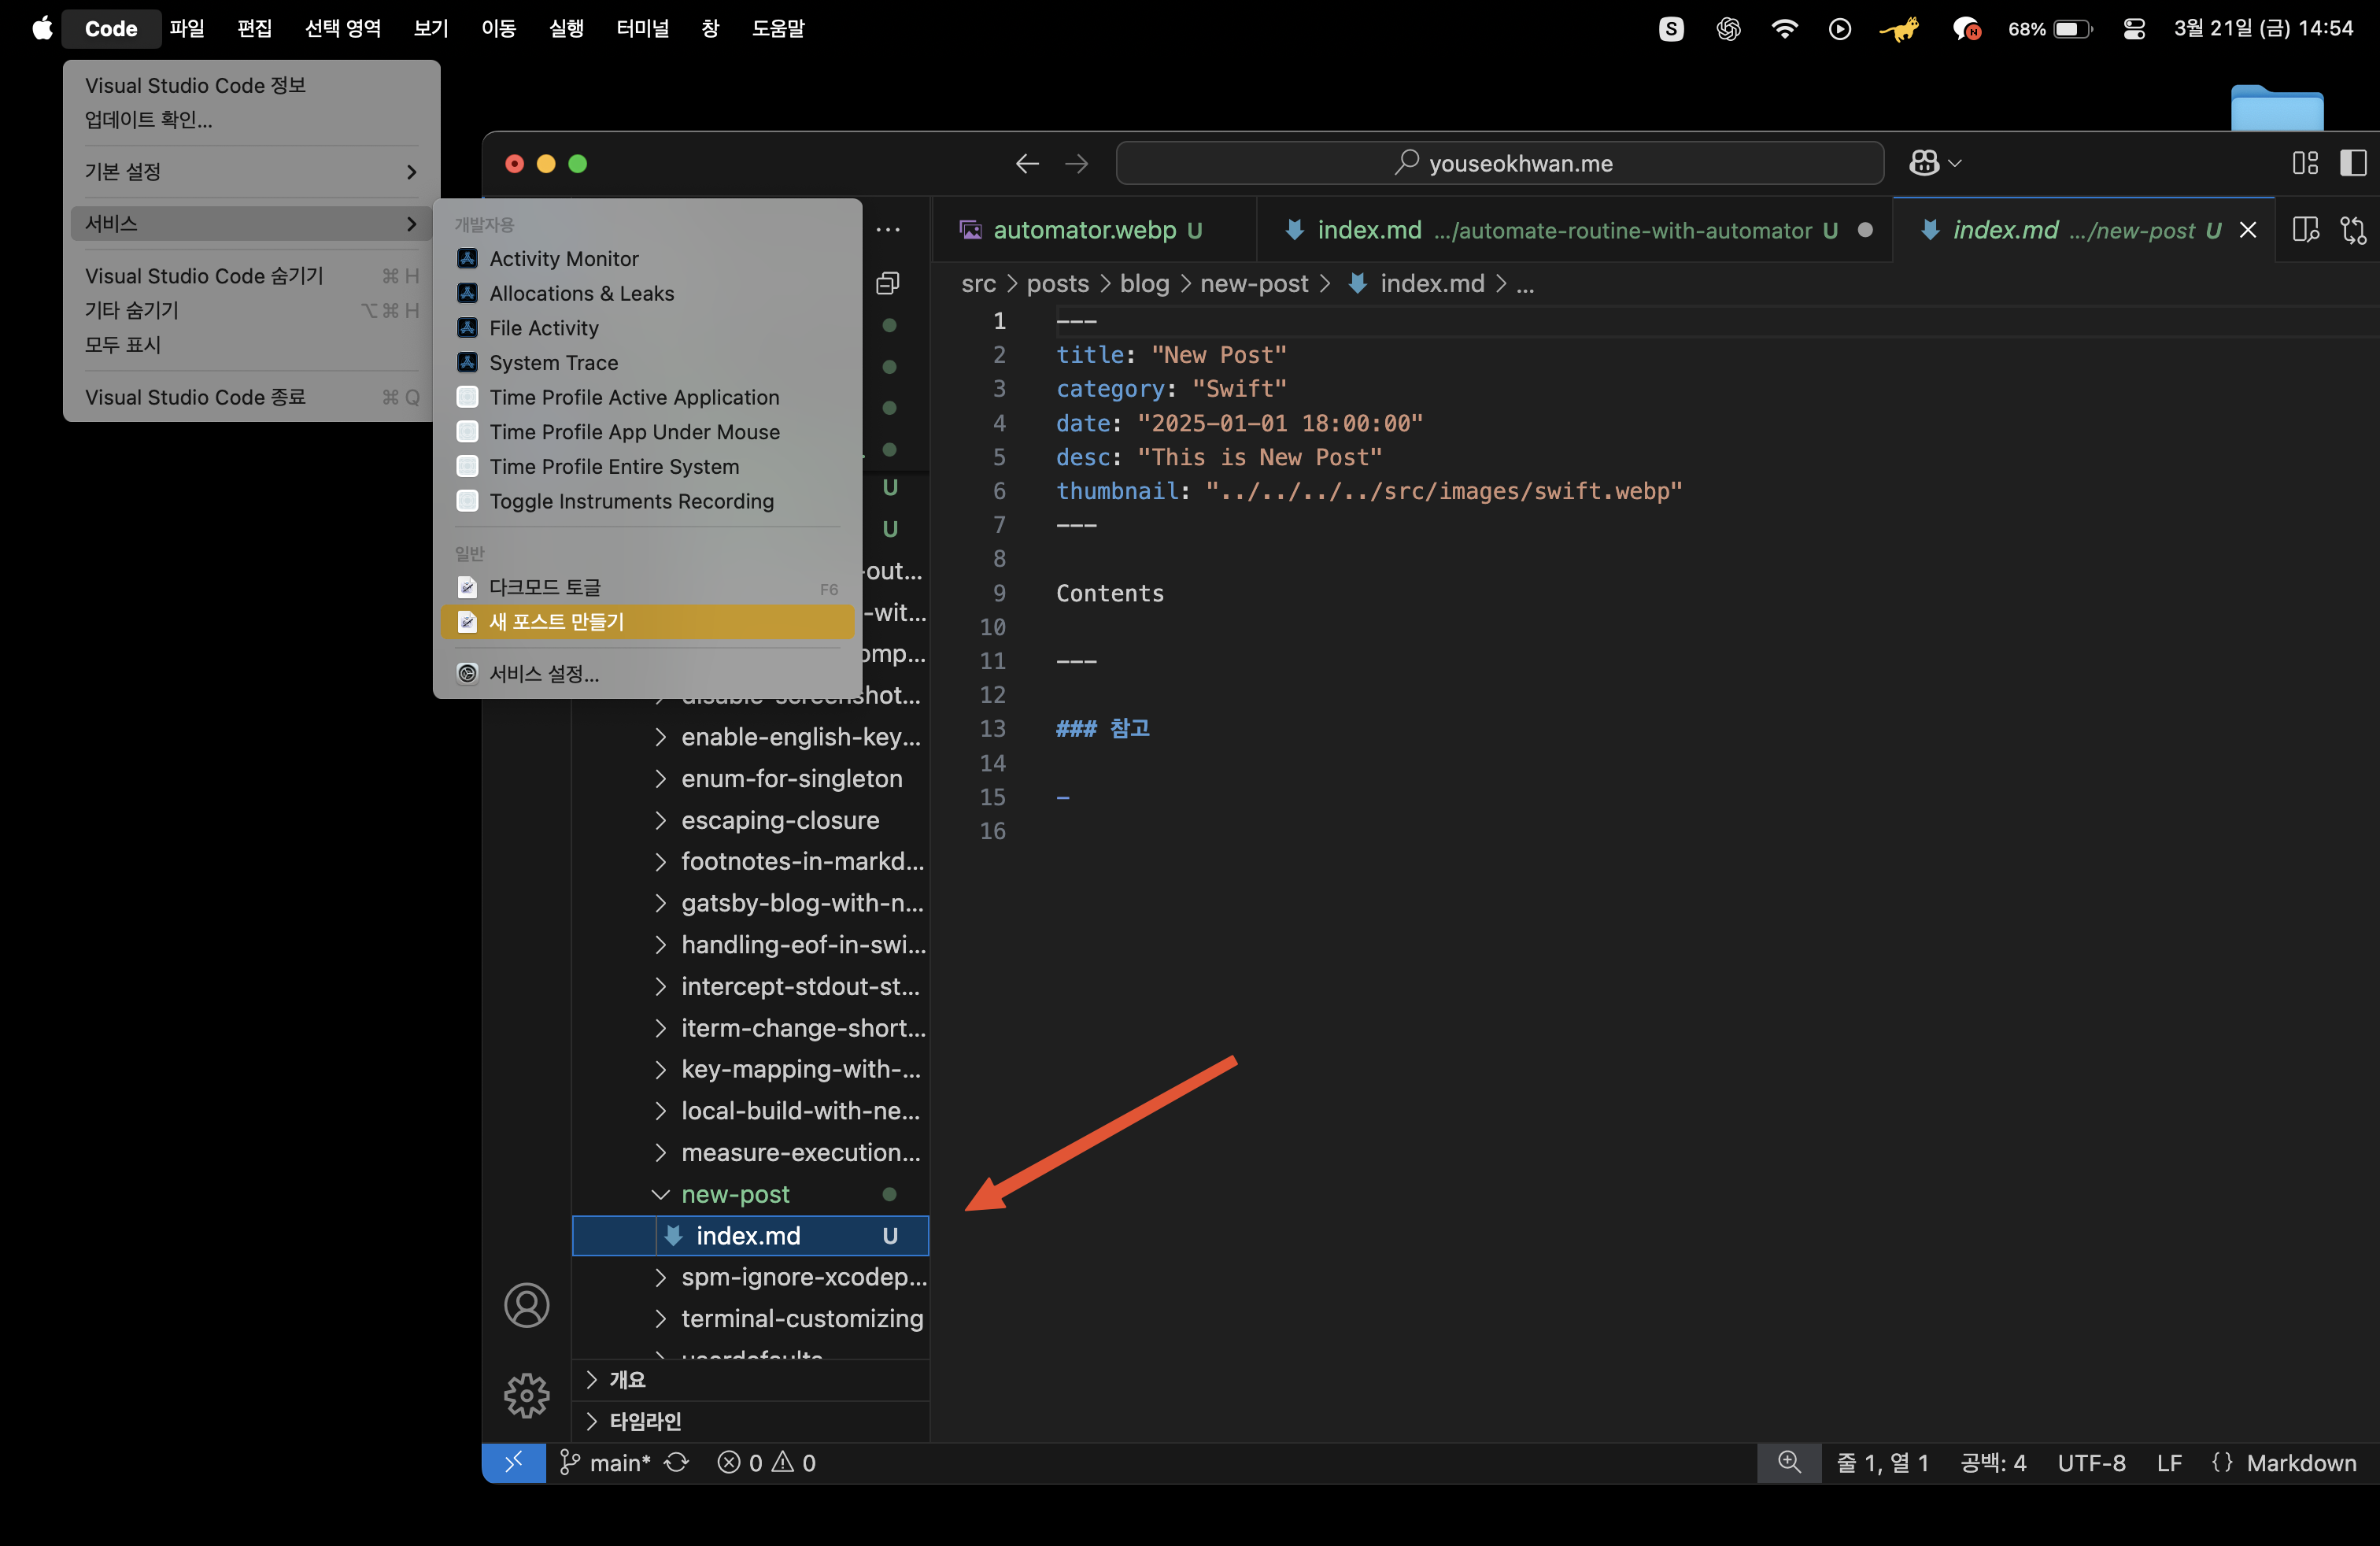 Code 파일 편집 선택 영역 보기 이동 실행 터미널 창 도움말
S N 68% 3월 21일 (금) 14:54
Visual Studio Code 정보
업데이트 확인...
기본 설정
서비스
Visual Studio Code 숨기기 ⌘ H
기타 숨기기 ⌥ ⌘ H
모두 표시
Visual Studio Code 종료 ⌘ Q
개발자용
Activity Monitor
Allocations & Leaks
File Activity
System Trace
Time Profile Active Application
Time Profile App Under Mouse
Time Profile Entire System
Toggle Instruments Recording
일반
다크모드 토글 F6
새 포스트 만들기
서비스 설정...
youseokhwan.me
U
U
-out...
-wit...
omp...
disable-screenshot...
enable-english-key...
enum-for-singleton
escaping-closure
footnotes-in-markd...
gatsby-blog-with-n...
handling-eof-in-swi...
intercept-stdout-st...
iterm-change-short...
key-mapping-with-...
local-build-with-ne...
measure-execution...
new-post
index.md U
spm-ignore-xcodep...
terminal-customizing
userdefaults
개요
타임라인
automator.webp U
index.md .../automate-routine-with-automator U
index.md .../new-post U
src > posts > blog > new-post > index.md > ...
1 ---
2 title: "New Post"
3 category: "Swift"
4 date: "2025-01-01 18:00:00"
5 desc: "This is New Post"
6 thumbnail: "../../../../src/images/swift.webp"
7 ---
8
9 Contents
10
11 ---
12
13 ### 참고
14
15 -
16
main* 0 0
줄 1, 열 1 공백: 4 UTF-8 LF {} Markdown